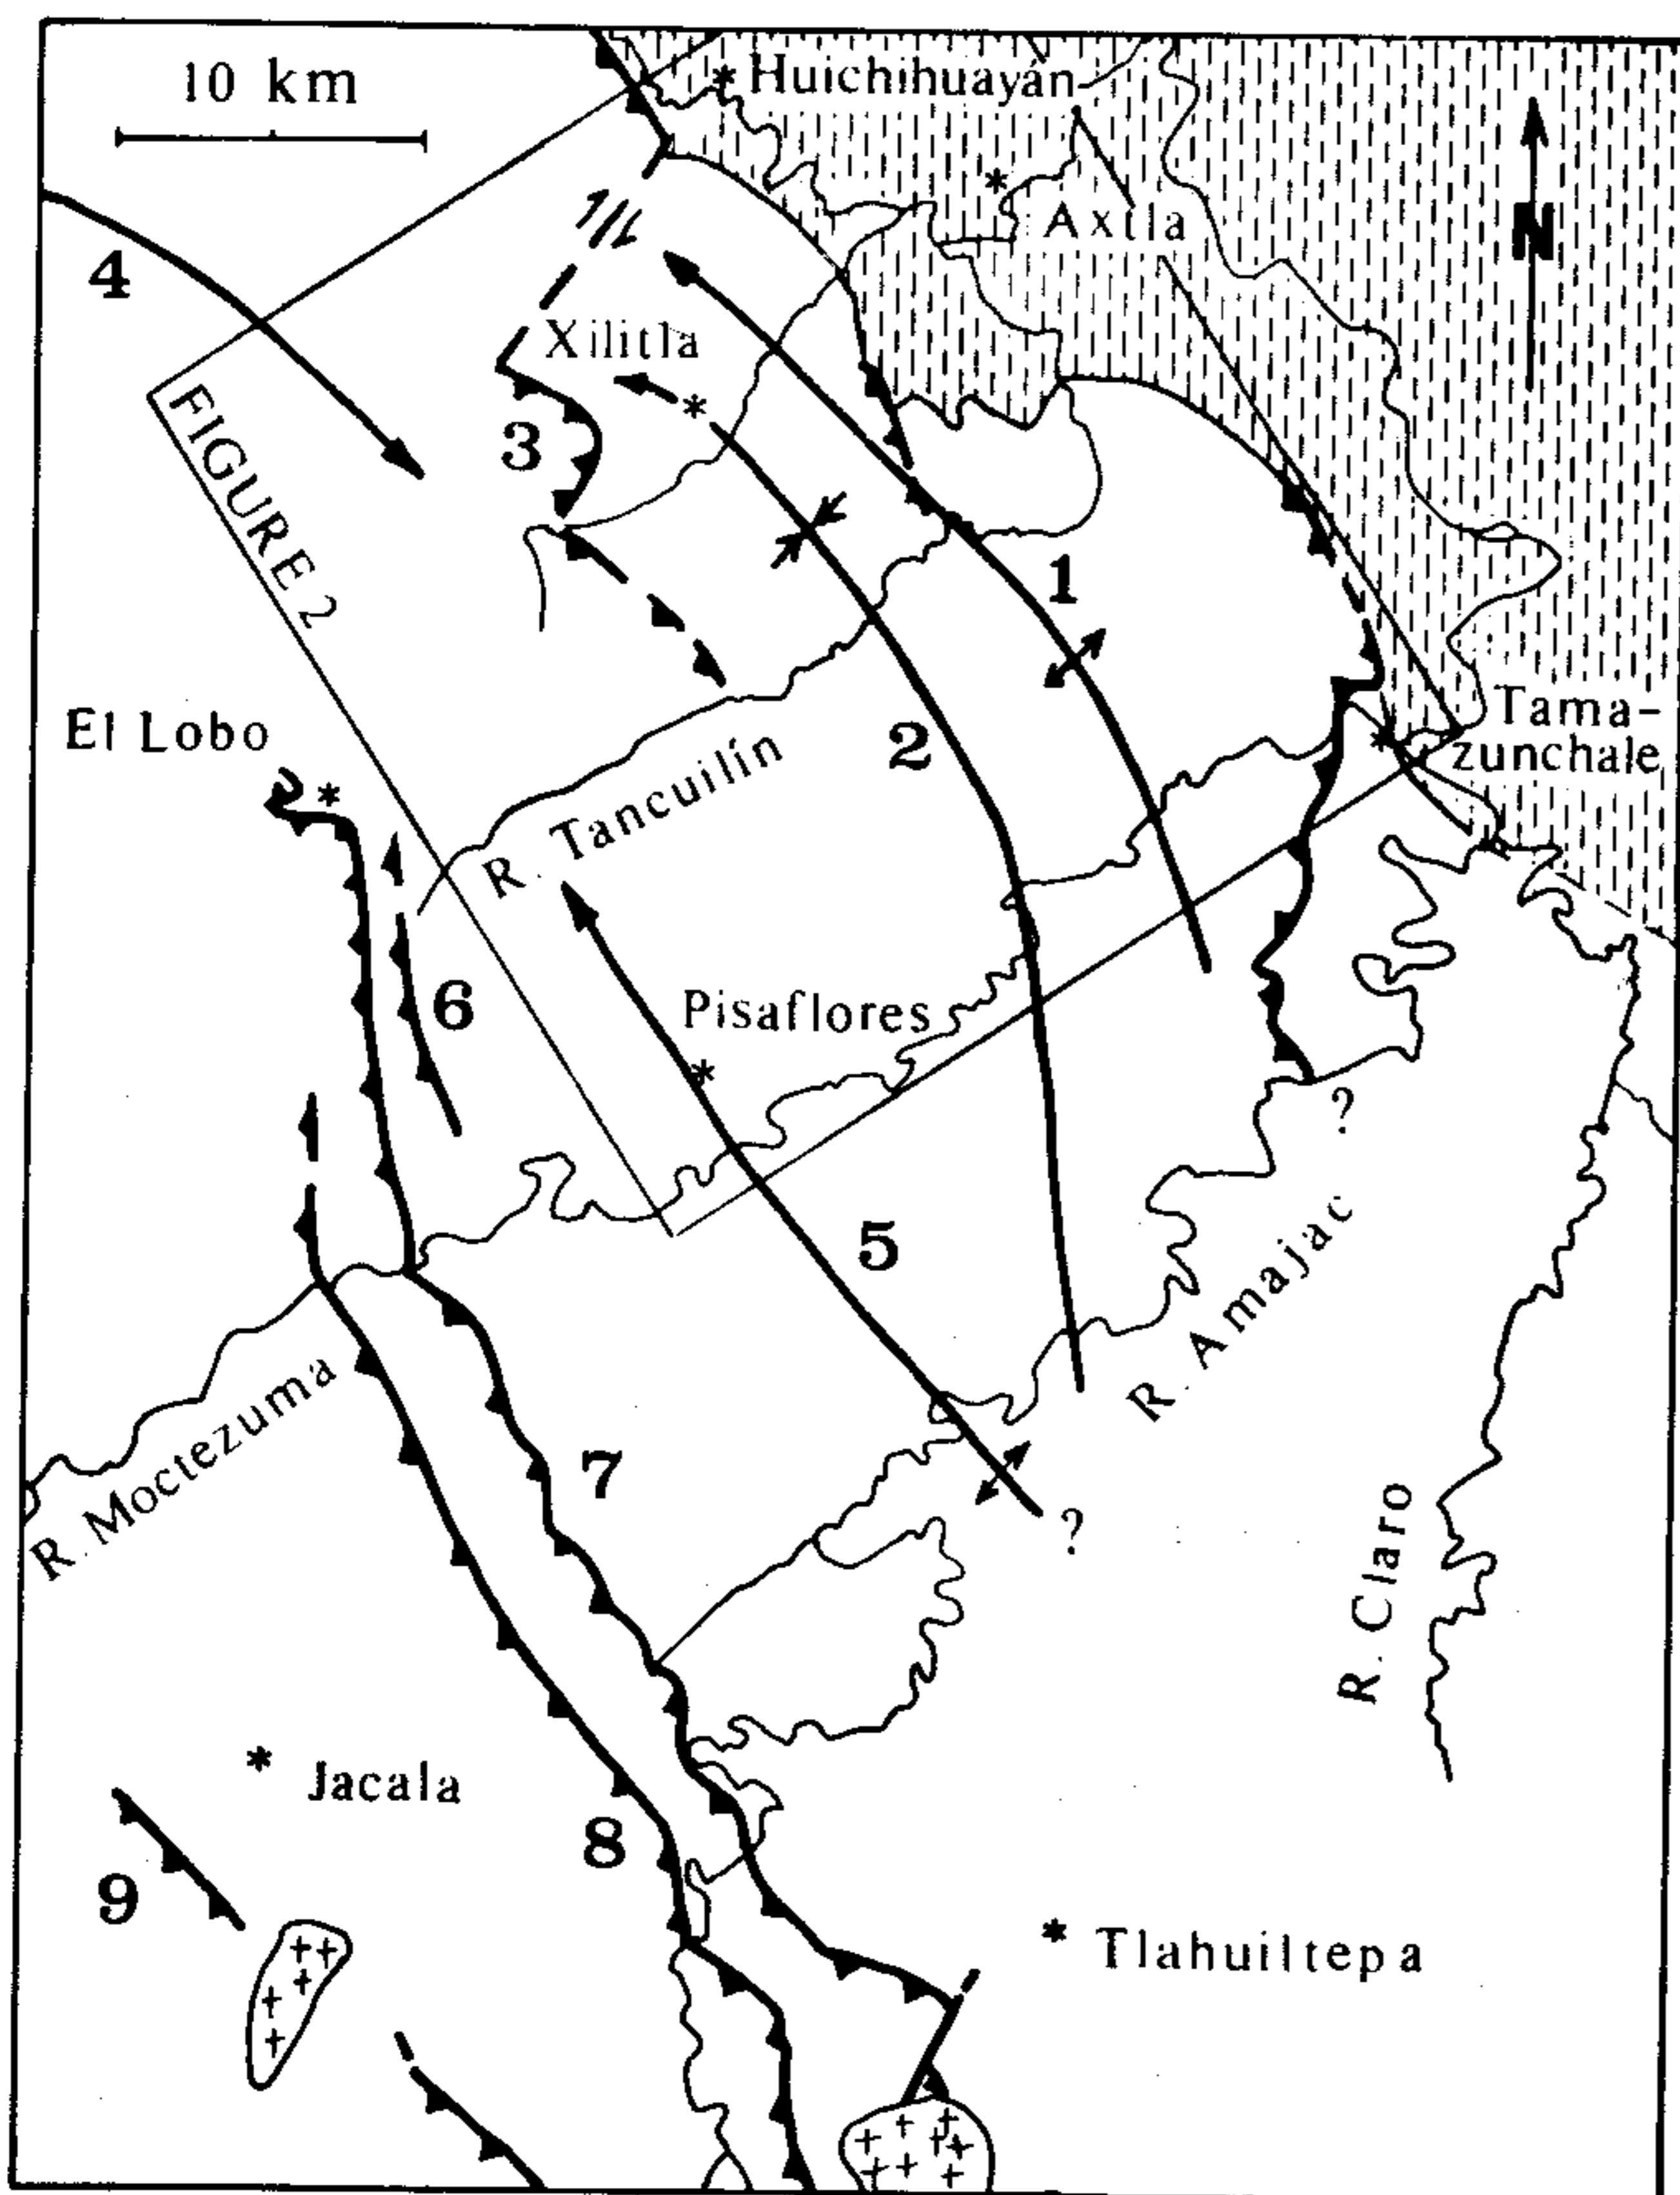 10 km
* Huichihuayán
*
Axtla
N
4
Xilitla
*
3
FIGURE 2
1
2
El Lobo
*
Tama-
zunchale
*
R. Tancuilín
6
Pisaflores
*
?
5
R. Amajac
R. Moctezuma
7
?
R. Claro
* Jacala
8
9
* Tlahuiltepa